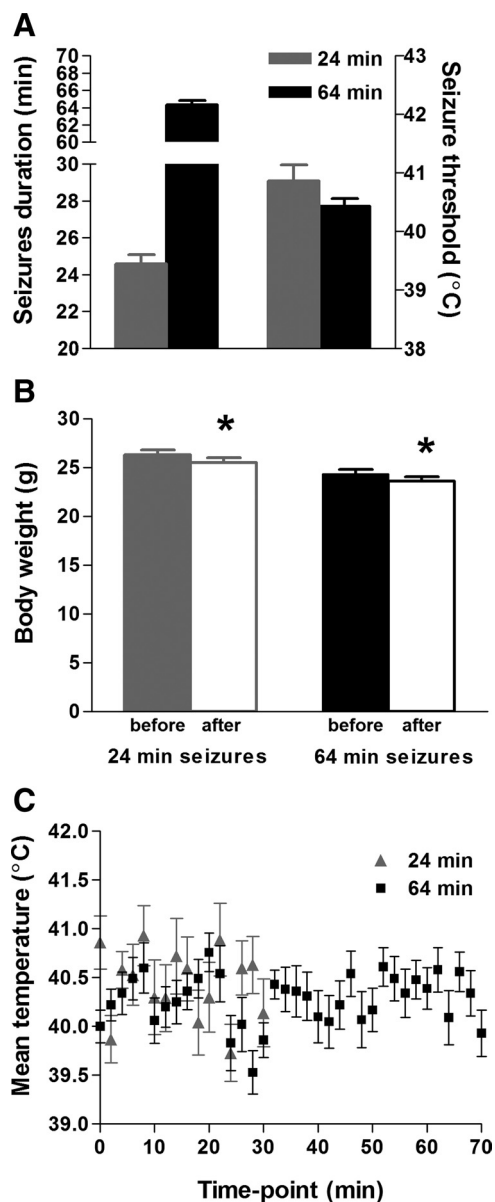 A
Seizures duration (min)
70
68
66
64
62
60
30
28
26
24
22
20
24 min
64 min
43
42
41
40
39
38
Seizure threshold (°C)
B
Body weight (g)
30
25
20
15
10
5
0
*
*
before after before after
24 min seizures 64 min seizures
C
Mean temperature (°C)
42.0
41.5
41.0
40.5
40.0
39.5
39.0
24 min
64 min
0 10 20 30 40 50 60 70
Time-point (min)